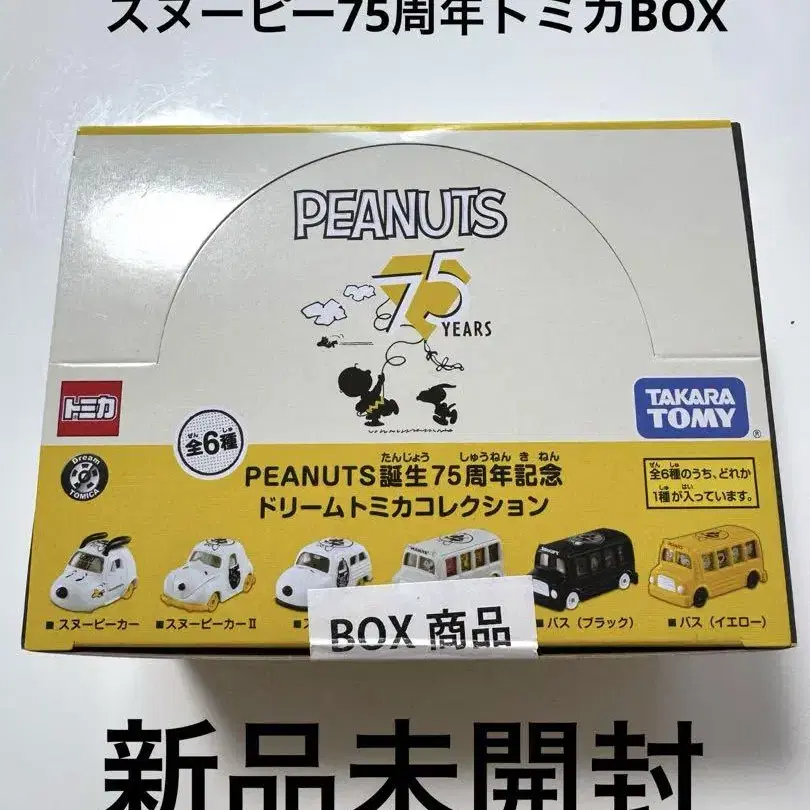 スヌーピー75周年トミカBOX
PEANUTS
75
YEARS
トミカ
TAKARA
TOMY
®
Dream
TOMICA
ぜん しゅ
全6種
たんじょう しゅうねん き ねん
PEANUTS誕生75周年記念
ドリームトミカコレクション
ぜん しゅ
全6種のうち、どれか
しゅ はい
1種が入っています。
PEANUTS
■ スヌーピーカー
■ スヌーピーカーⅡ
■ バス（ブラック）
■ バス（イエロー）
BOX 商品
新品未開封